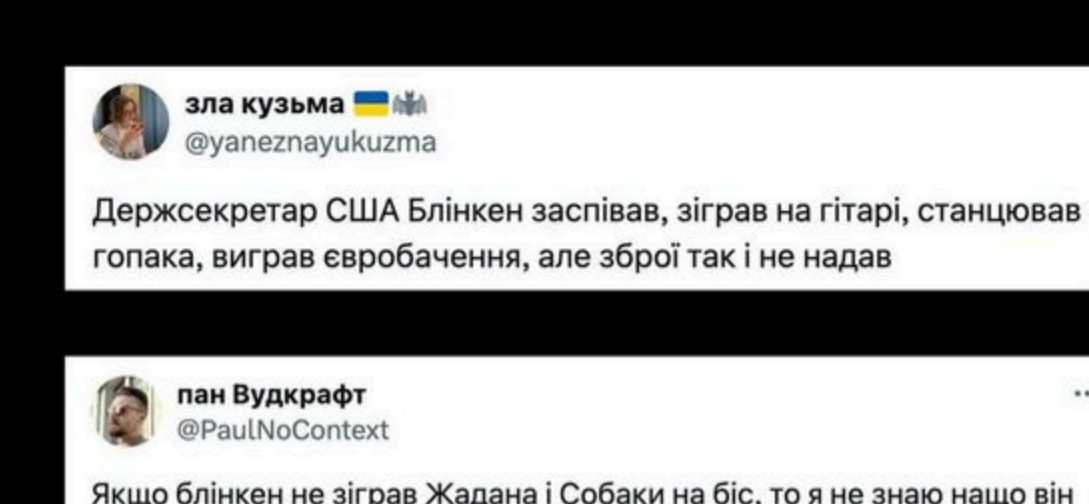 зла кузьма 🇺🇦🦇
@yaneznayukuzma
Держсекретар США Блінкен заспівав, зіграв на гітарі, станцював
гопака, виграв євробачення, але зброї так і не надав
пан Вудкрафт
@PaulNoContext
Якщо блінкен не зіграв Жадана і Собаки на біс, то я не знаю нащо він